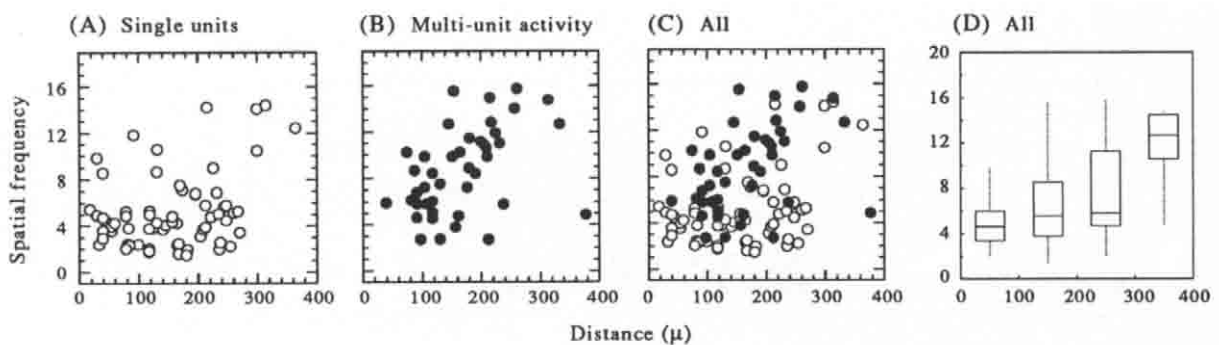 (A) Single units
(B) Multi-unit activity
(C) All
(D) All
Spatial frequency
16
12
8
4
0
20
16
12
8
4
0
0 100 200 300 400
0 100 200 300 400
0 100 200 300 400
0 100 200 300 400
Distance (μ)